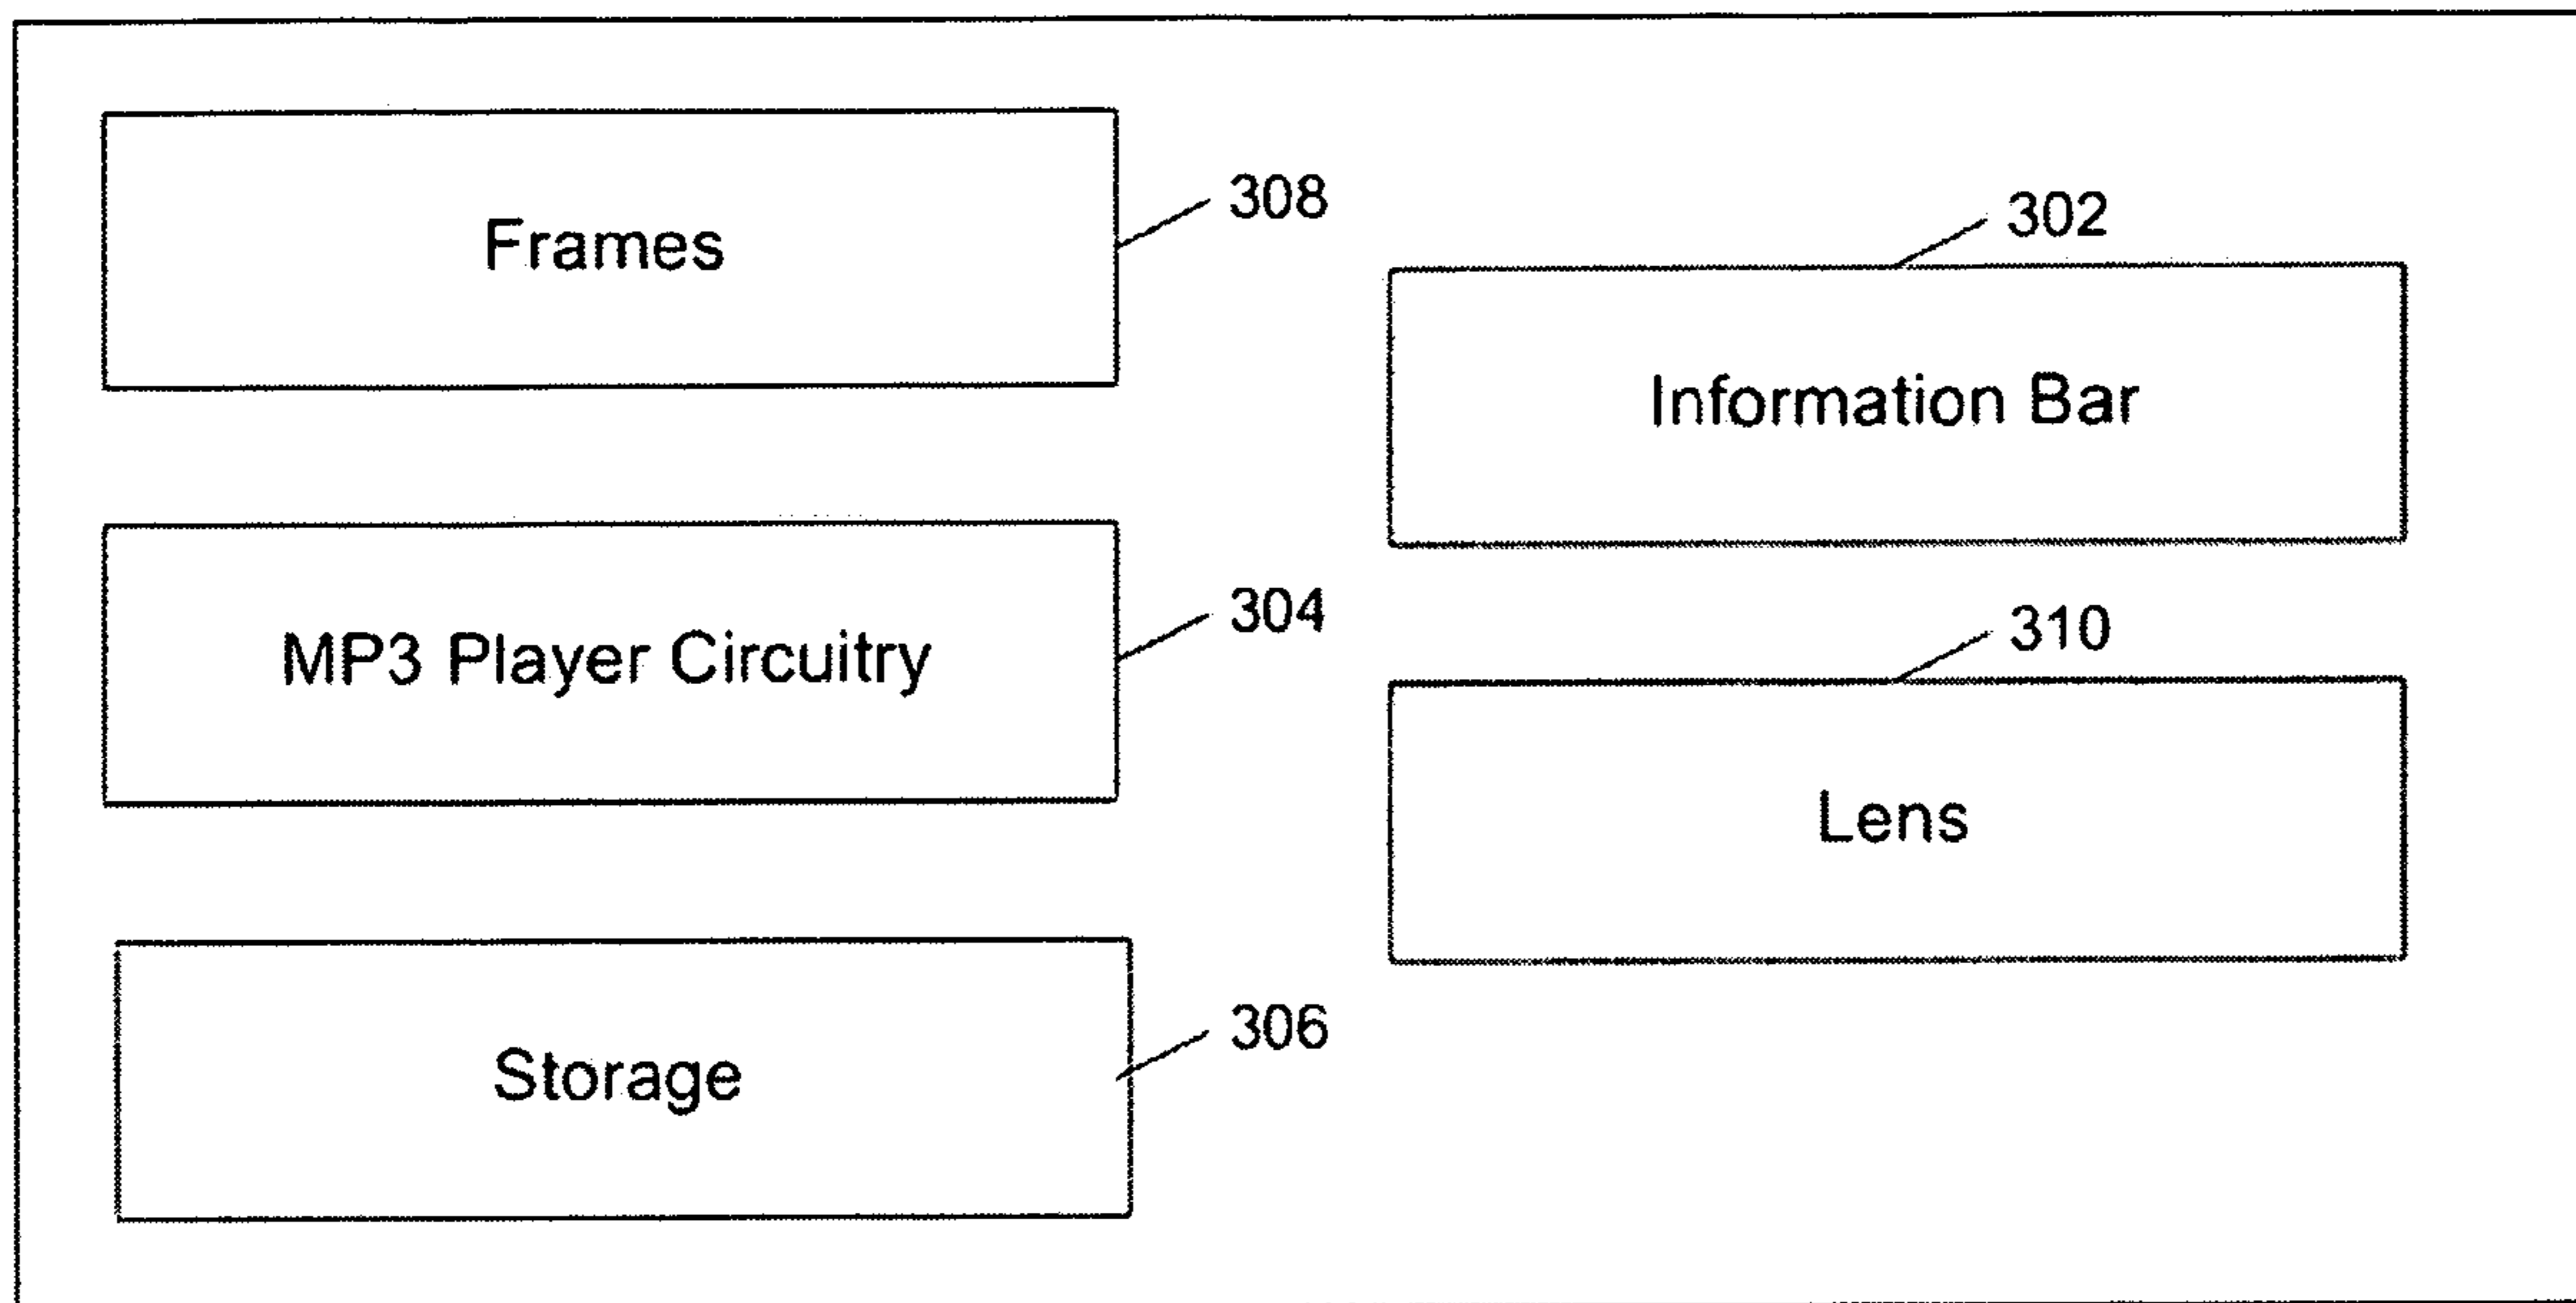 Frames
308
302
Information Bar
MP3 Player Circuitry
304
310
Lens
Storage
306